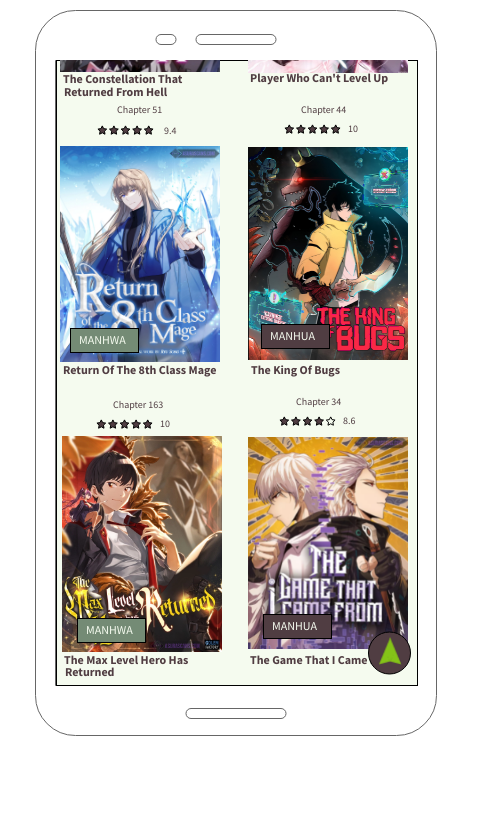 The Constellation That
Returned From Hell
Chapter 51
9.4
Player Who Can't Level Up
Chapter 44
10
Return
of the 8th Class
Mage
MANHWA
Return Of The 8th Class Mage
Chapter 163
10
THE KING
OF BUGS
MANHUA
The King Of Bugs
Chapter 34
8.6
The
Max Level
Returned
MANHWA
The Max Level Hero Has
Returned
THE
GAME THAT
I CAME FROM
MANHUA
The Game That I Came